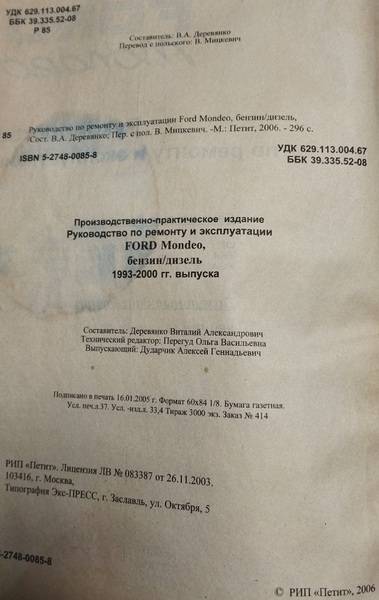 УДК 629.113.004.67
ББК 39.335.52-08
Р 85
Составитель: В.А. Деревянко
Перевод с польского: В. Мицкевич
Руководство по ремонту и эксплуатации Ford Mondeo, бензин/дизель,
85
/Сост. В.А. Деревянко; Пер. с пол. В. Мицкевич. -М.: Петит, 2006. - 296 с.
ISBN 5-2748-0085-8
УДК 629.113.004.67
ББК 39.335.52-08
Производственно-практическое издание
Руководство по ремонту и эксплуатации
FORD Mondeo,
бензин/дизель
1993-2000 гг. выпуска
Составитель: Деревянко Виталий Александрович
Технический редактор: Перегуд Ольга Васильевна
Выпускающий: Дуларчик Алексей Геннадьевич
Подписано в печать 16.01.2005 г. Формат 60х84 1/8. Бумага газетная.
Усл. печ.л.37. Усл. -изд.л. 33,4 Тираж 3000 экз. Заказ № 414
РИП «Петит». Лицензия ЛВ № 083387 от 26.11.2003,
103416, г. Москва,
Типография Экс-ПРЕСС, г. Заславль, ул. Октября, 5
-2748-0085-8
© РИП «Петит», 2006